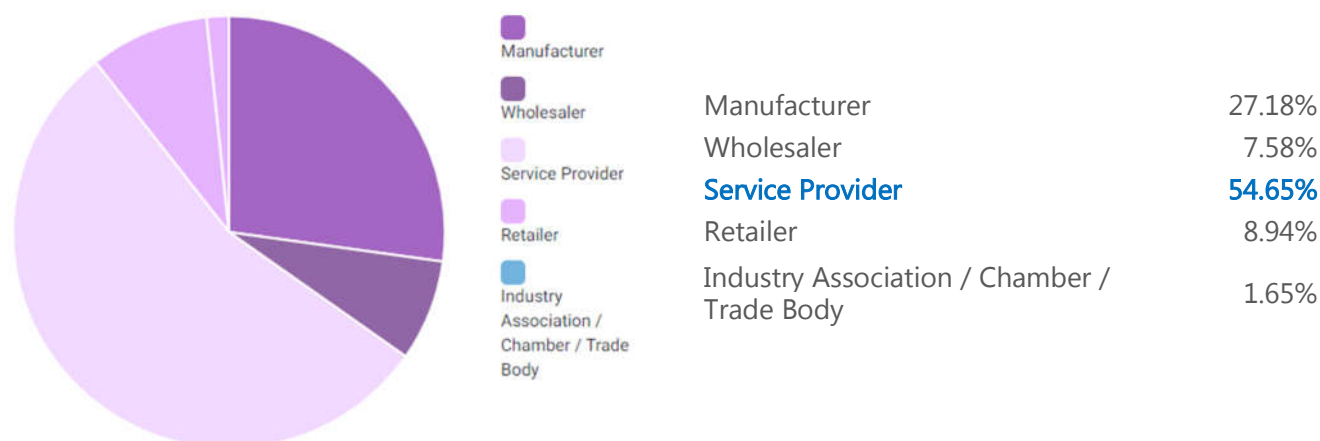 Manufacturer
Wholesaler
Service Provider
Retailer
Industry
Association /
Chamber / Trade
Body
Manufacturer 27.18%
Wholesaler 7.58%
Service Provider 54.65%
Retailer 8.94%
Industry Association / Chamber /
Trade Body 1.65%